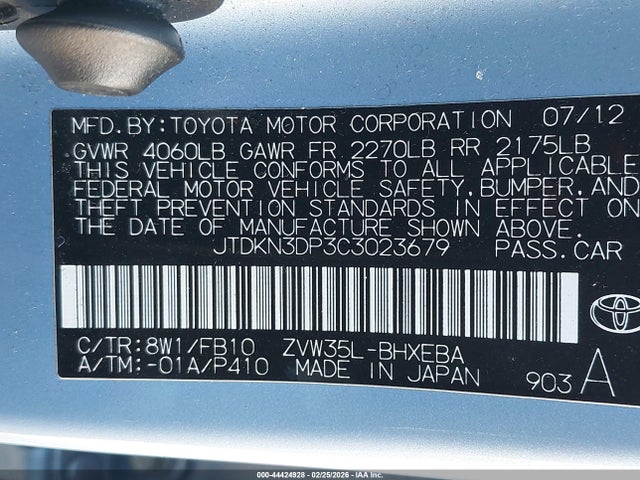 MFD. BY: TOYOTA MOTOR CORPORATION 07/12
GVWR 4060LB GAWR FR 2270LB RR 2175LB
THIS VEHICLE CONFORMS TO ALL APPLICABLE
FEDERAL MOTOR VEHICLE SAFETY, BUMPER, AND
THEFT PREVENTION STANDARDS IN EFFECT ON
THE DATE OF MANUFACTURE SHOWN ABOVE.
JTDKN3DP3C3023679 PASS. CAR
C/TR: 8W1/FB10 ZVW35L-BHXEBA
A/TM: -01A/P410 MADE IN JAPAN 903 A
000-44424928 - 02/25/2026 - IAA Inc.